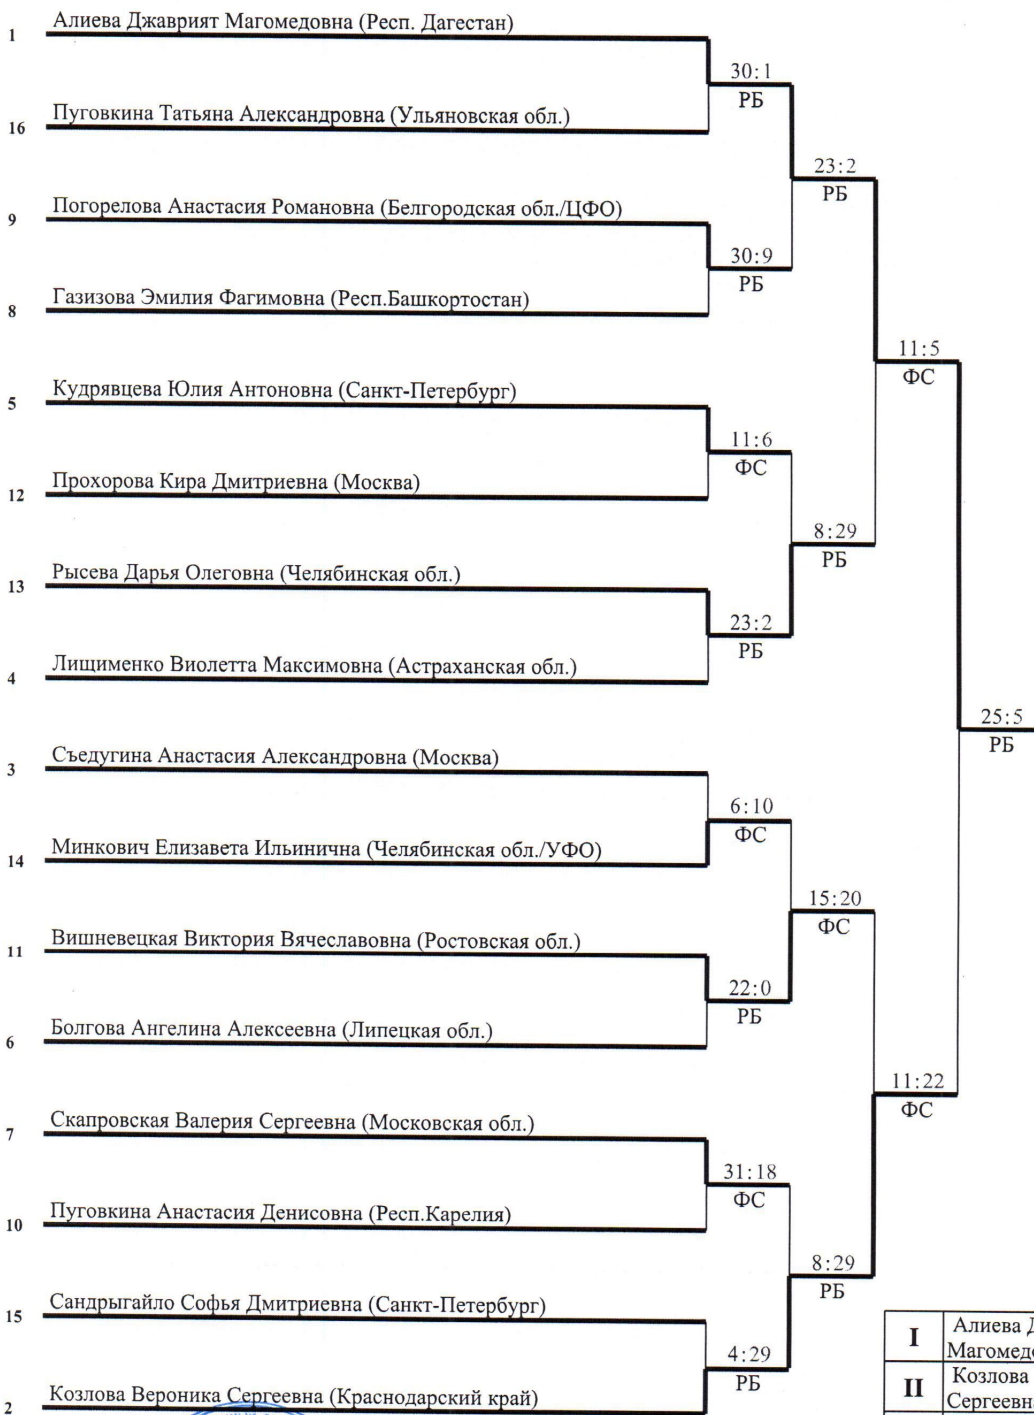 1 Алиева Джаврият Магомедовна (Респ. Дагестан)
30:1
РБ
16 Пуговкина Татьяна Александровна (Ульяновская обл.)
23:2
РБ
9 Погорелова Анастасия Романовна (Белгородская обл./ЦФО)
30:9
РБ
8 Газизова Эмилия Фагимовна (Респ.Башкортостан)
11:5
ФС
5 Кудрявцева Юлия Антоновна (Санкт-Петербург)
11:6
ФС
12 Прохорова Кира Дмитриевна (Москва)
8:29
РБ
13 Рысева Дарья Олеговна (Челябинская обл.)
23:2
РБ
4 Лищименко Виолетта Максимовна (Астраханская обл.)
25:5
РБ
3 Съедугина Анастасия Александровна (Москва)
6:10
ФС
14 Минкович Елизавета Ильинична (Челябинская обл./УФО)
15:20
ФС
11 Вишневецкая Виктория Вячеславовна (Ростовская обл.)
22:0
РБ
6 Болгова Ангелина Алексеевна (Липецкая обл.)
11:22
ФС
7 Скапровская Валерия Сергеевна (Московская обл.)
31:18
ФС
10 Пуговкина Анастасия Денисовна (Респ.Карелия)
8:29
РБ
15 Сандрыгайло Софья Дмитриевна (Санкт-Петербург)
4:29
РБ
2 Козлова Вероника Сергеевна (Краснодарский край)
I Алиева Д
Магомедо
II Козлова
Сергеевн